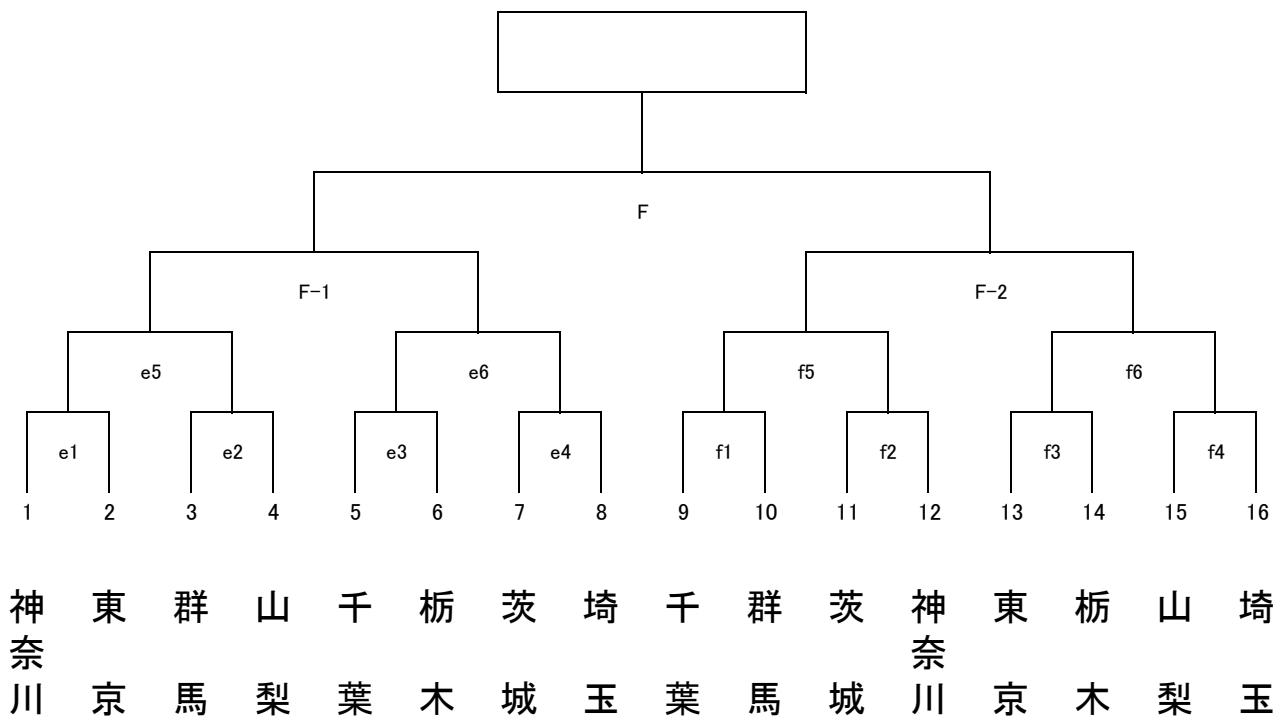 F
F-1 F-2
e5 e6 f5 f6
e1 e2 e3 e4 f1 f2 f3 f4
1 2 3 4 5 6 7 8 9 10 11 12 13 14 15 16
神奈川 東京 群馬 山梨 千葉 栃木 茨城 埼玉 千葉 群馬 茨城 神奈川 東京 栃木 山梨 埼玉